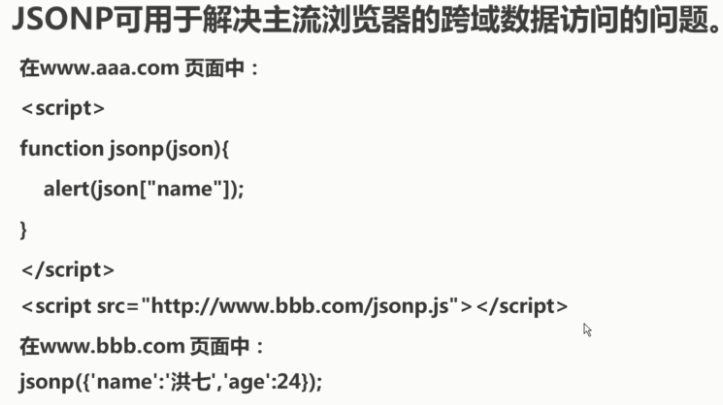 JSONP可用于解决主流浏览器的跨域数据访问的问题。
在www.aaa.com 页面中：
<script>
function jsonp(json){
alert(json["name"]);
}
</script>
<script src="http://www.bbb.com/jsonp.js"></script>
在www.bbb.com 页面中：
jsonp({'name':'洪七','age':24});